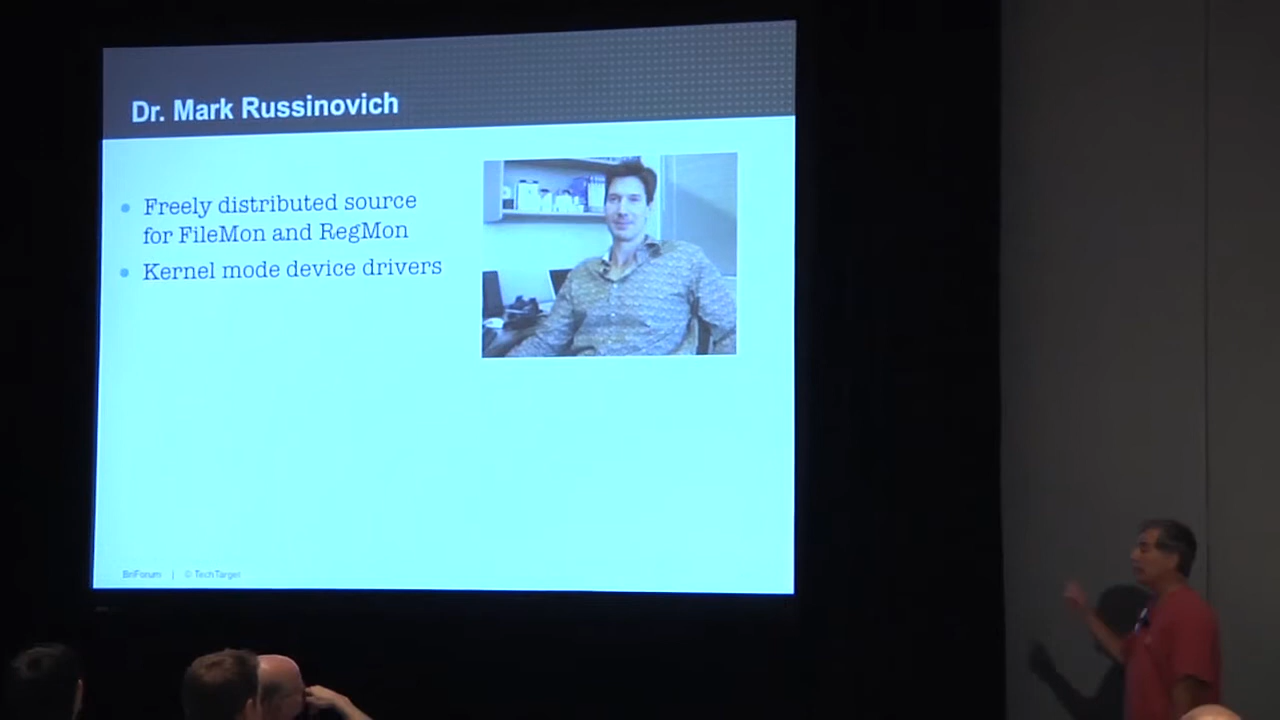 Dr. Mark Russinovich
Freely distributed source
for FileMon and RegMon
Kernel mode device drivers
BriForum | © TechTarget